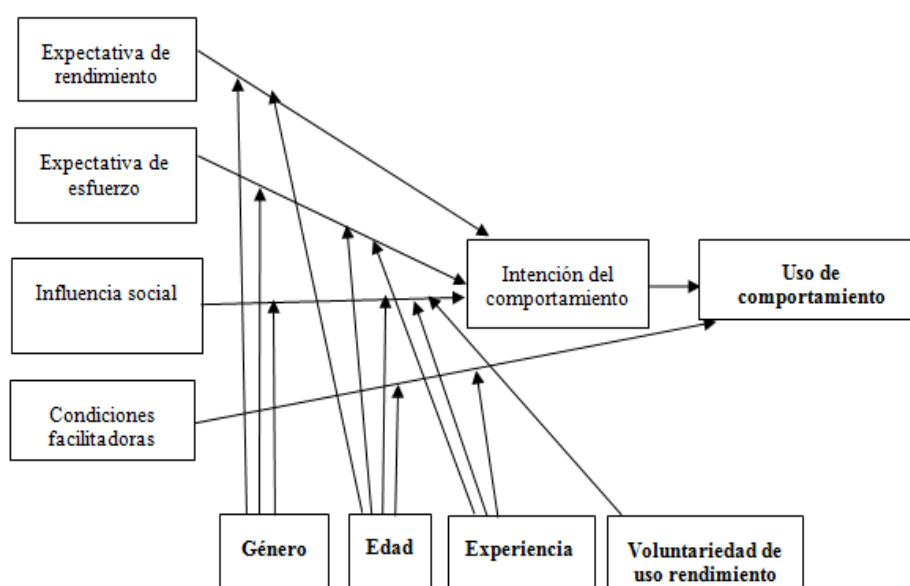 Expectativa de
rendimiento
Expectativa de
esfuerzo
Influencia social
Condiciones
facilitadoras
Intención del
comportamiento
Uso de
comportamiento
Género
Edad
Experiencia
Voluntariedad de
uso rendimiento